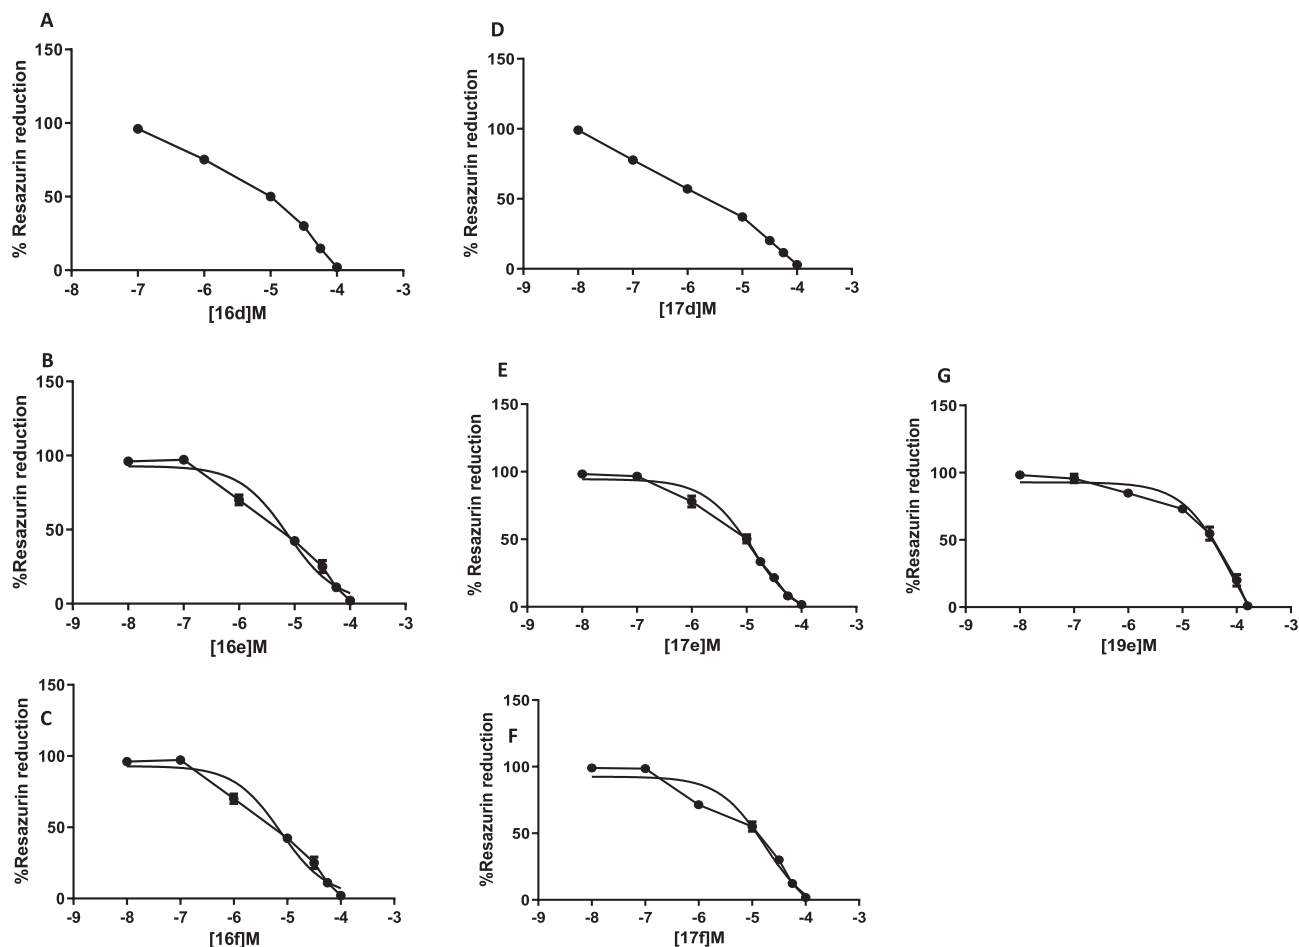 A
% Resazurin reduction
150
100
50
0
-8 -7 -6 -5 -4 -3
[16d]M
D
% Resazurin reduction
150
100
50
0
-9 -8 -7 -6 -5 -4 -3
[17d]M
B
%Resazurin reduction
150
100
50
0
-9 -8 -7 -6 -5 -4 -3
[16e]M
E
% Resazurin reduction
150
100
50
0
-9 -8 -7 -6 -5 -4 -3
[17e]M
G
%Resazurin reduction
150
100
50
0
-9 -8 -7 -6 -5 -4 -3
[19e]M
C
%Resazurin reduction
150
100
50
0
-9 -8 -7 -6 -5 -4 -3
[16f]M
F
%Resazurin reduction
150
100
50
0
-9 -8 -7 -6 -5 -4 -3
[17f]M